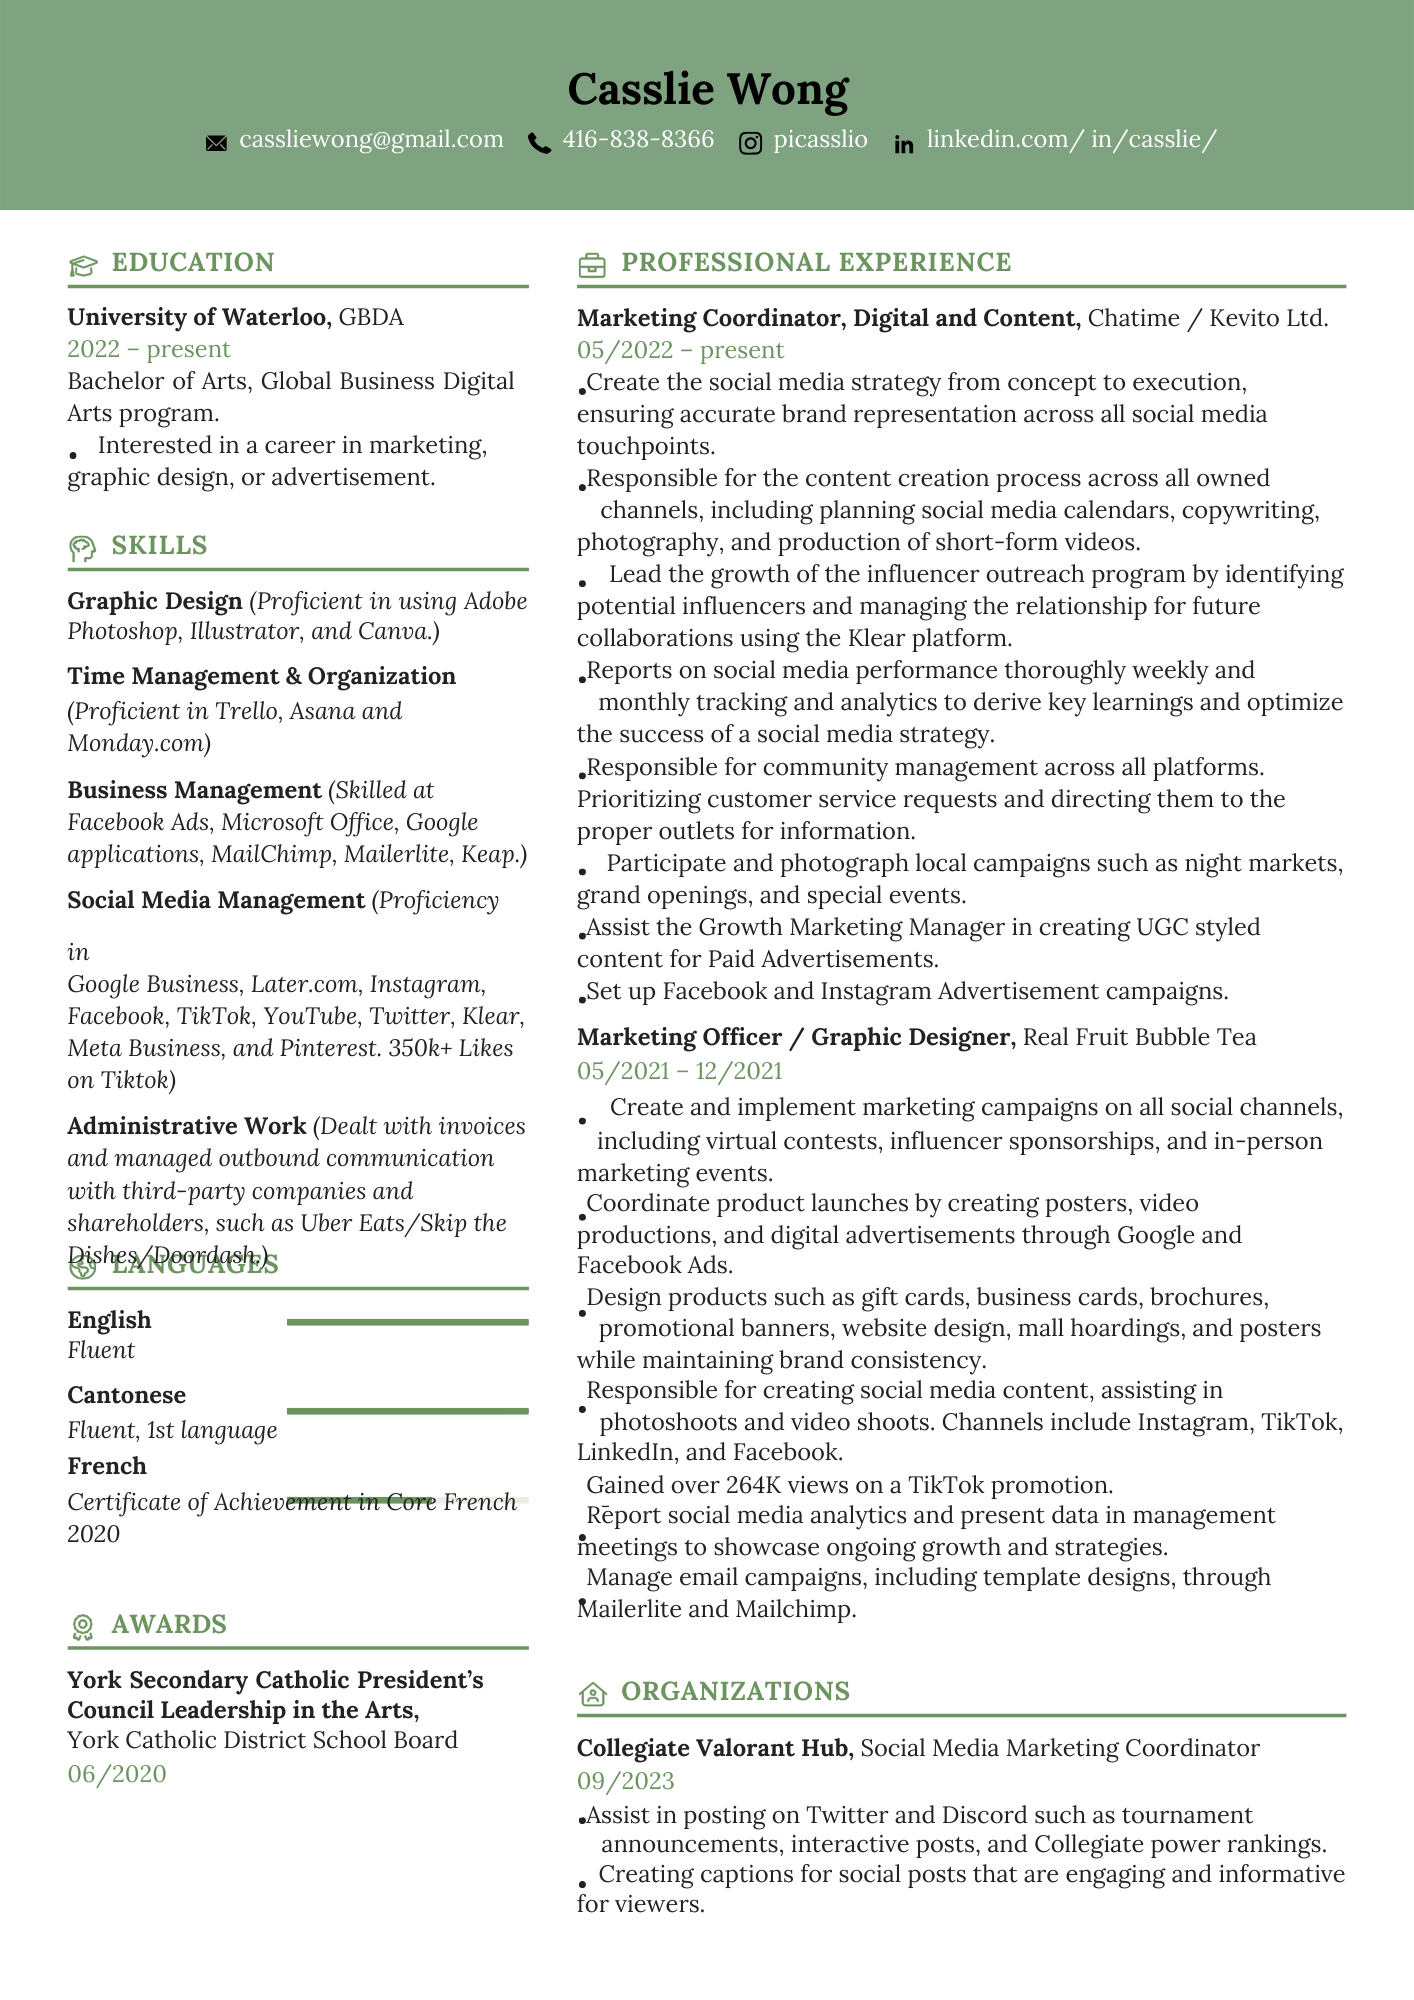 Casslie Wong
cassliewong@gmail.com 416-838-8366 picasslio linkedin.com/ in/casslie/
EDUCATION
University of Waterloo, GBDA
2022 – present
Bachelor of Arts, Global Business Digital
Arts program.
• Interested in a career in marketing,
graphic design, or advertisement.
SKILLS
Graphic Design (Proficient in using Adobe
Photoshop, Illustrator, and Canva.)
Time Management & Organization
(Proficient in Trello, Asana and
Monday.com)
Business Management (Skilled at
Facebook Ads, Microsoft Office, Google
applications, MailChimp, Mailerlite, Keap.)
Social Media Management (Proficiency
in
Google Business, Later.com, Instagram,
Facebook, TikTok, YouTube, Twitter, Klear,
Meta Business, and Pinterest. 350k+ Likes
on Tiktok)
Administrative Work (Dealt with invoices
and managed outbound communication
with third-party companies and
shareholders, such as Uber Eats/Skip the
Dishes/Doordash.)
LANGUAGES
English
Fluent
Cantonese
Fluent, 1st language
French
Certificate of Achievement in Core French
2020
AWARDS
York Secondary Catholic President’s
Council Leadership in the Arts,
York Catholic District School Board
06/2020
PROFESSIONAL EXPERIENCE
Marketing Coordinator, Digital and Content, Chatime / Kevito Ltd.
05/2022 – present
•Create the social media strategy from concept to execution,
ensuring accurate brand representation across all social media
touchpoints.
•Responsible for the content creation process across all owned
channels, including planning social media calendars, copywriting,
photography, and production of short-form videos.
• Lead the growth of the influencer outreach program by identifying
potential influencers and managing the relationship for future
collaborations using the Klear platform.
•Reports on social media performance thoroughly weekly and
monthly tracking and analytics to derive key learnings and optimize
the success of a social media strategy.
•Responsible for community management across all platforms.
Prioritizing customer service requests and directing them to the
proper outlets for information.
• Participate and photograph local campaigns such as night markets,
grand openings, and special events.
•Assist the Growth Marketing Manager in creating UGC styled
content for Paid Advertisements.
•Set up Facebook and Instagram Advertisement campaigns.
Marketing Officer / Graphic Designer, Real Fruit Bubble Tea
05/2021 – 12/2021
• Create and implement marketing campaigns on all social channels,
including virtual contests, influencer sponsorships, and in-person
marketing events.
•Coordinate product launches by creating posters, video
productions, and digital advertisements through Google and
Facebook Ads.
•Design products such as gift cards, business cards, brochures,
promotional banners, website design, mall hoardings, and posters
while maintaining brand consistency.
•Responsible for creating social media content, assisting in
photoshoots and video shoots. Channels include Instagram, TikTok,
LinkedIn, and Facebook.
Gained over 264K views on a TikTok promotion.
•Report social media analytics and present data in management
meetings to showcase ongoing growth and strategies.
•Manage email campaigns, including template designs, through
Mailerlite and Mailchimp.
ORGANIZATIONS
Collegiate Valorant Hub, Social Media Marketing Coordinator
09/2023
•Assist in posting on Twitter and Discord such as tournament
announcements, interactive posts, and Collegiate power rankings.
• Creating captions for social posts that are engaging and informative
for viewers.